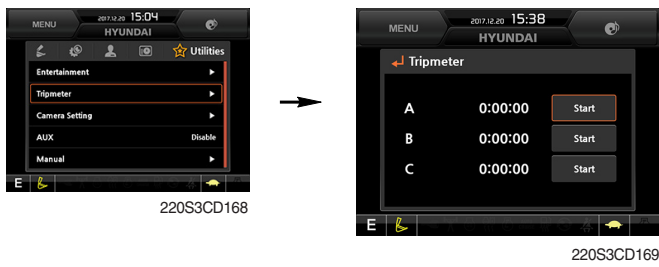 MENU
2017.12.20 15:04
HYUNDAI
Utilities
Entertainment
Tripmeter
Camera Setting
AUX Disable
Manual
E
220S3CD168
MENU
2017.12.20 15:38
HYUNDAI
Tripmeter
A 0:00:00 Start
B 0:00:00 Start
C 0:00:00 Start
E
220S3CD169